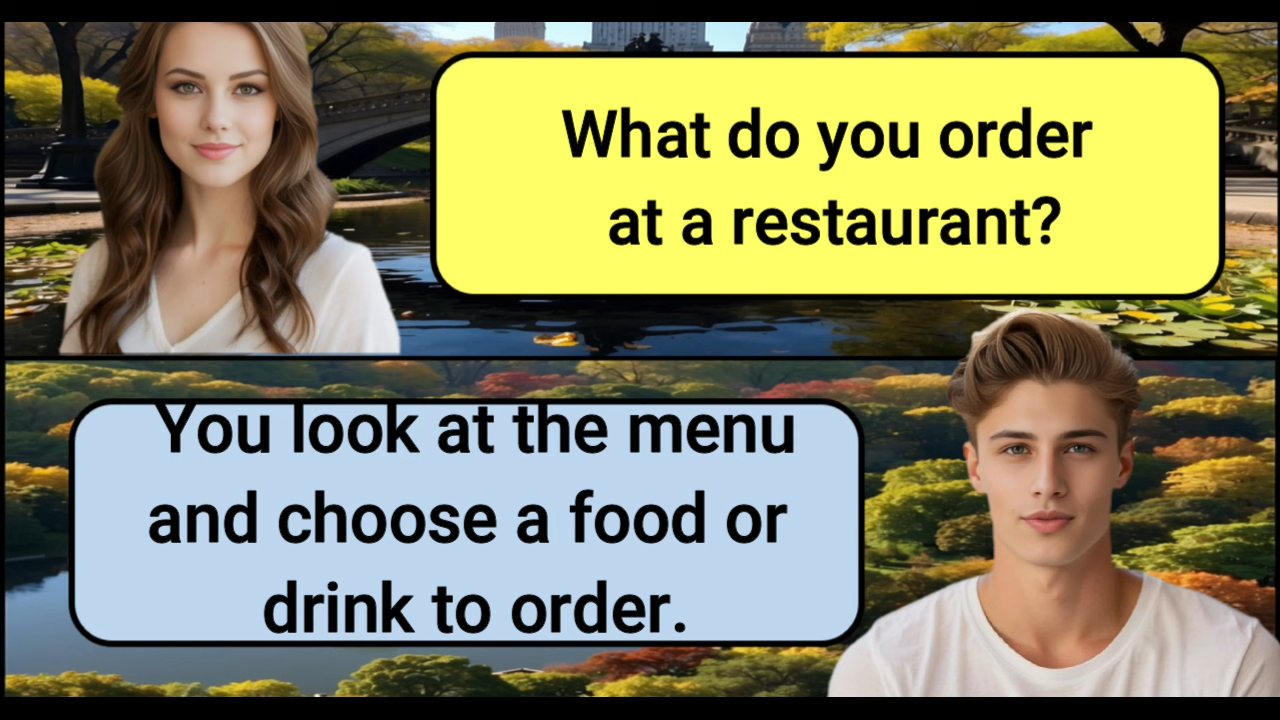 What do you order
at a restaurant?
You look at the menu
and choose a food or
drink to order.